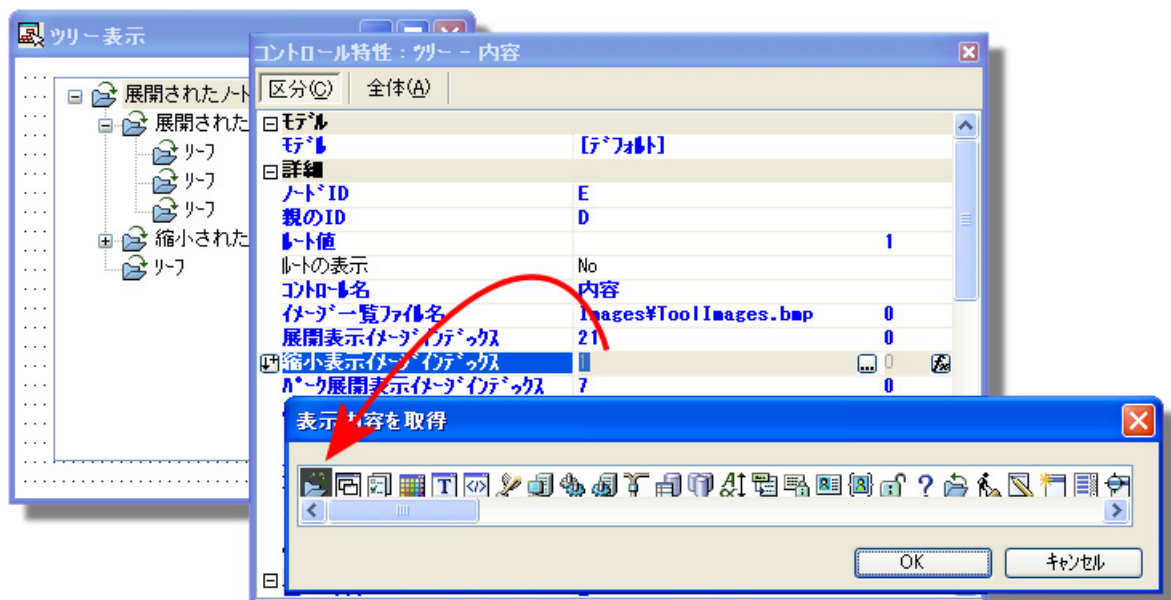 ツリー表示
展開されたノート
展開された
リーフ
リーフ
リーフ
縮小された
リーフ
コントロール特性：ツリー - 内容
区分(C)
全体(A)
モデル
モデル [デフォルト]
詳細
ノードID E
親のID D
ルート値 1
ルートの表示 No
コントロール名 内容
イメージ一覧ファイル名 Images¥ToolImages.bmp 0
展開表示イメージインデックス 21 0
縮小表示イメージインデックス 1 ... 0
パーク展開表示イメージインデックス 7 0
表示内容を取得
OK
キャンセル